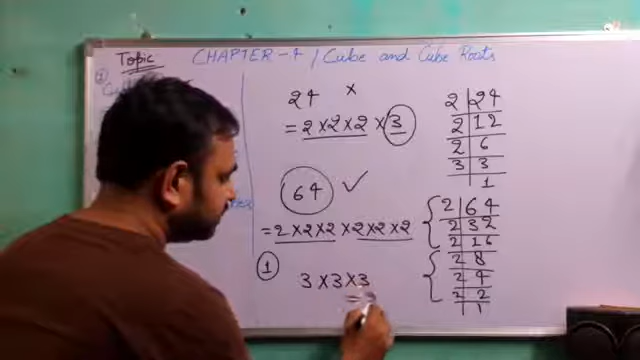 Topic
CHAPTER-4 / Cube and Cube Roots
24 ×
= 2×2×2 × 3
64 ✓
= 2×2×2 × 2×2×2
1
3×3×3
2 | 24
2 | 12
2 | 6
3 | 3
1
2 | 64
2 | 32
2 | 16
2 | 8
2 | 4
2 | 2
1